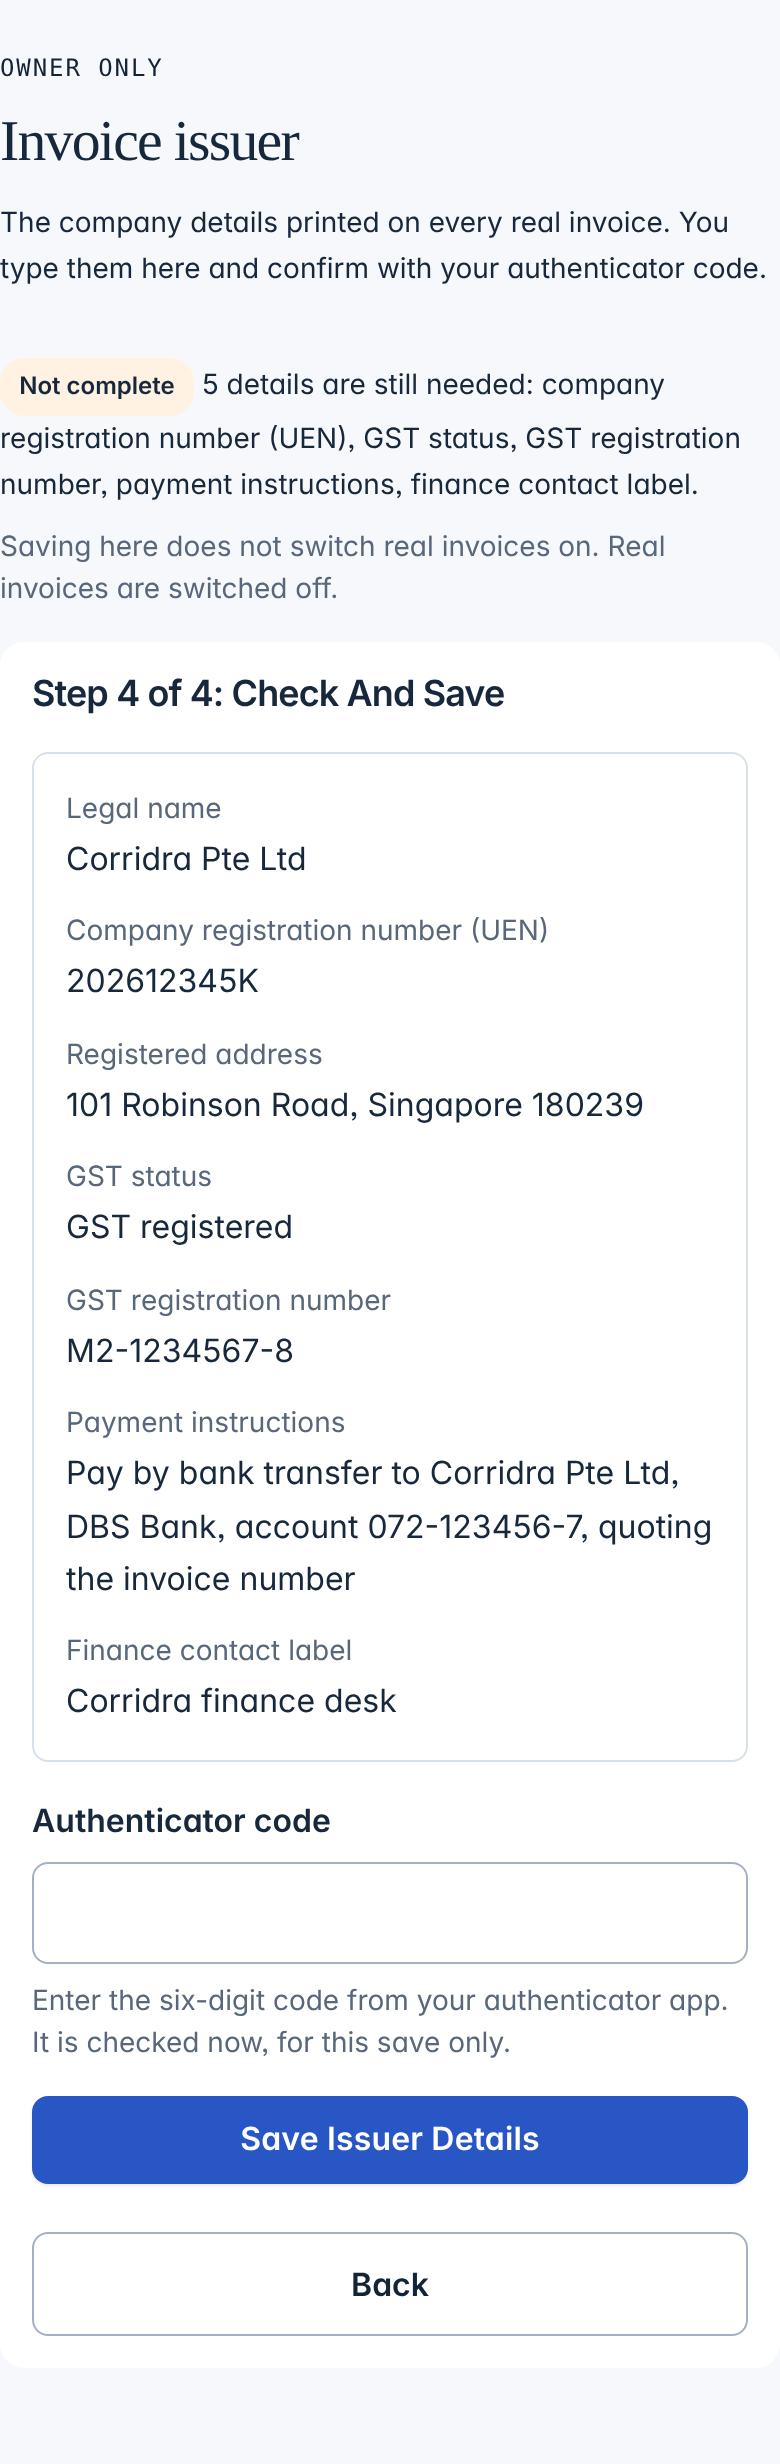 OWNER ONLY
Invoice issuer
The company details printed on every real invoice. You
type them here and confirm with your authenticator code.
Not complete 5 details are still needed: company
registration number (UEN), GST status, GST registration
number, payment instructions, finance contact label.
Saving here does not switch real invoices on. Real
invoices are switched off.
Step 4 of 4: Check And Save
Legal name
Corridra Pte Ltd
Company registration number (UEN)
202612345K
Registered address
101 Robinson Road, Singapore 180239
GST status
GST registered
GST registration number
M2-1234567-8
Payment instructions
Pay by bank transfer to Corridra Pte Ltd,
DBS Bank, account 072-123456-7, quoting
the invoice number
Finance contact label
Corridra finance desk
Authenticator code
Enter the six-digit code from your authenticator app.
It is checked now, for this save only.
Save Issuer Details
Back